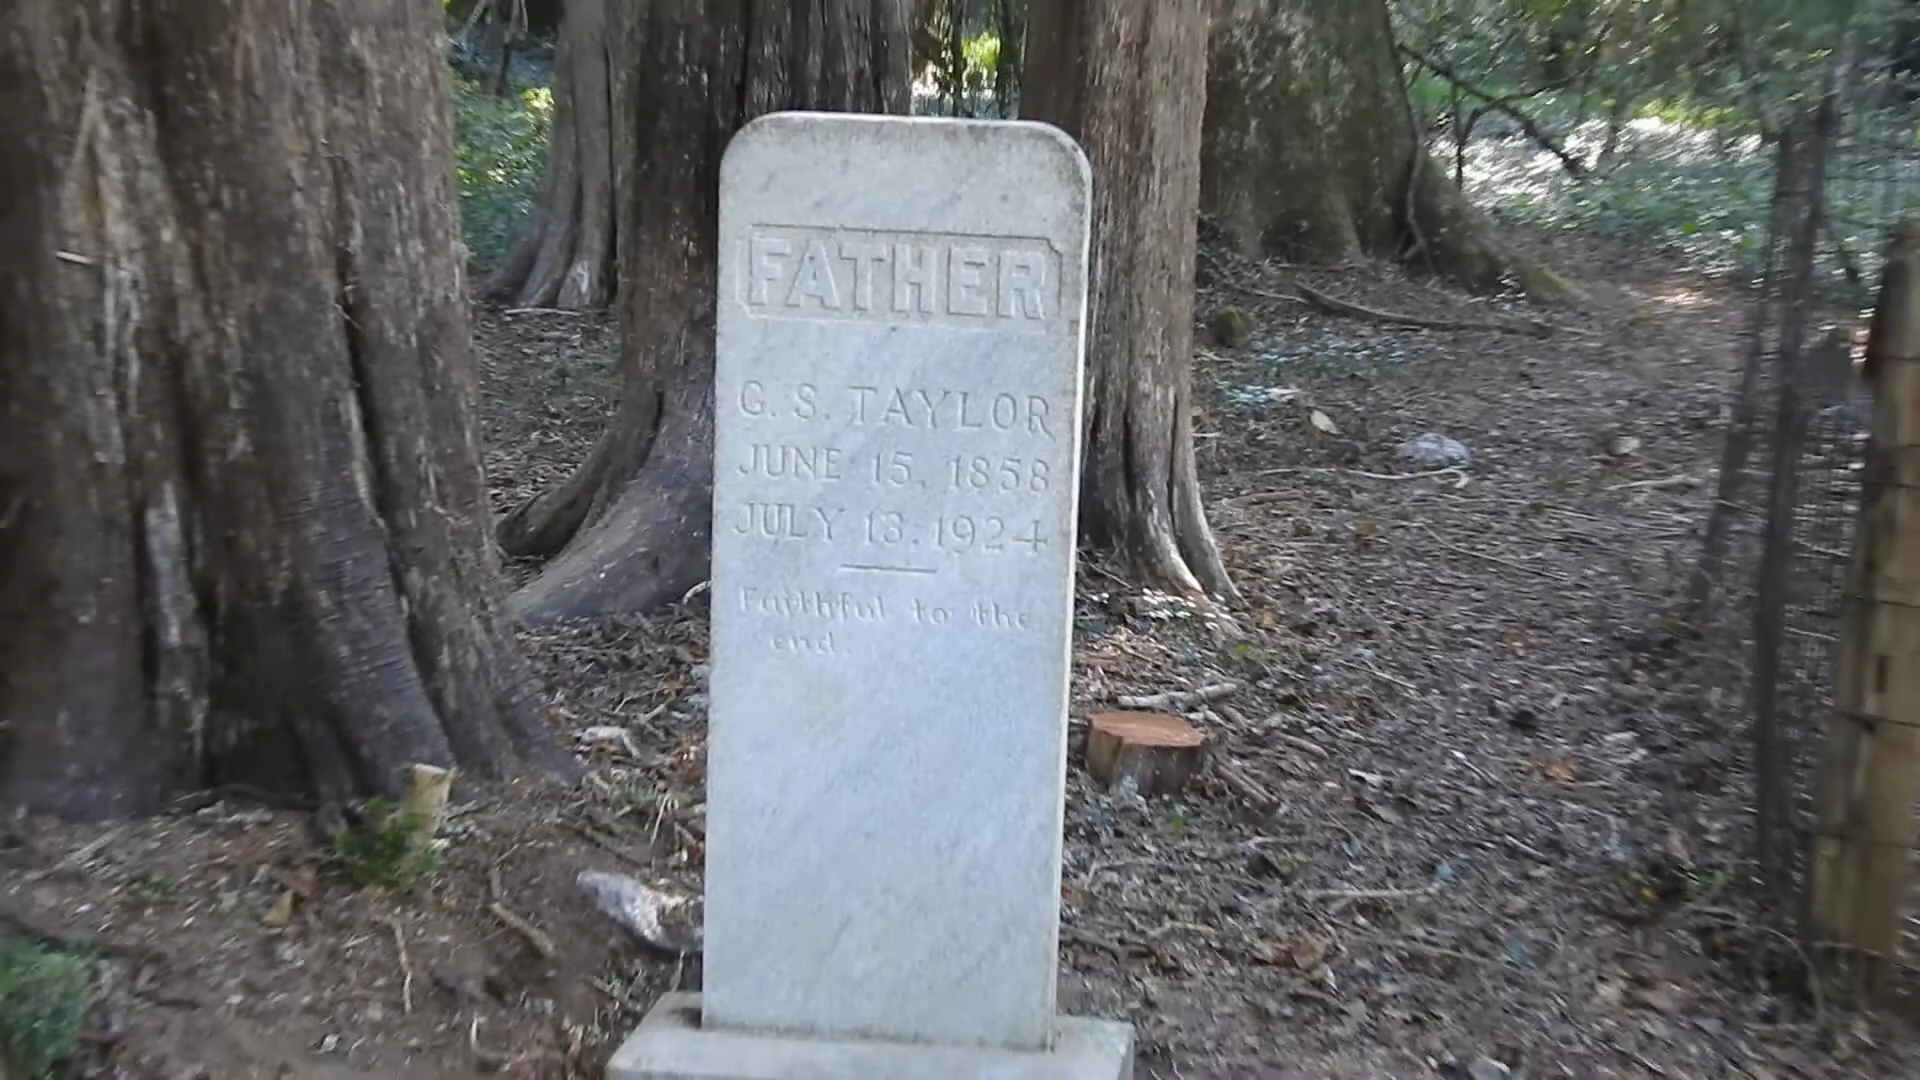 FATHER
G. S. TAYLOR
JUNE 15, 1858
JULY 13, 1924
Faithful to the
end.